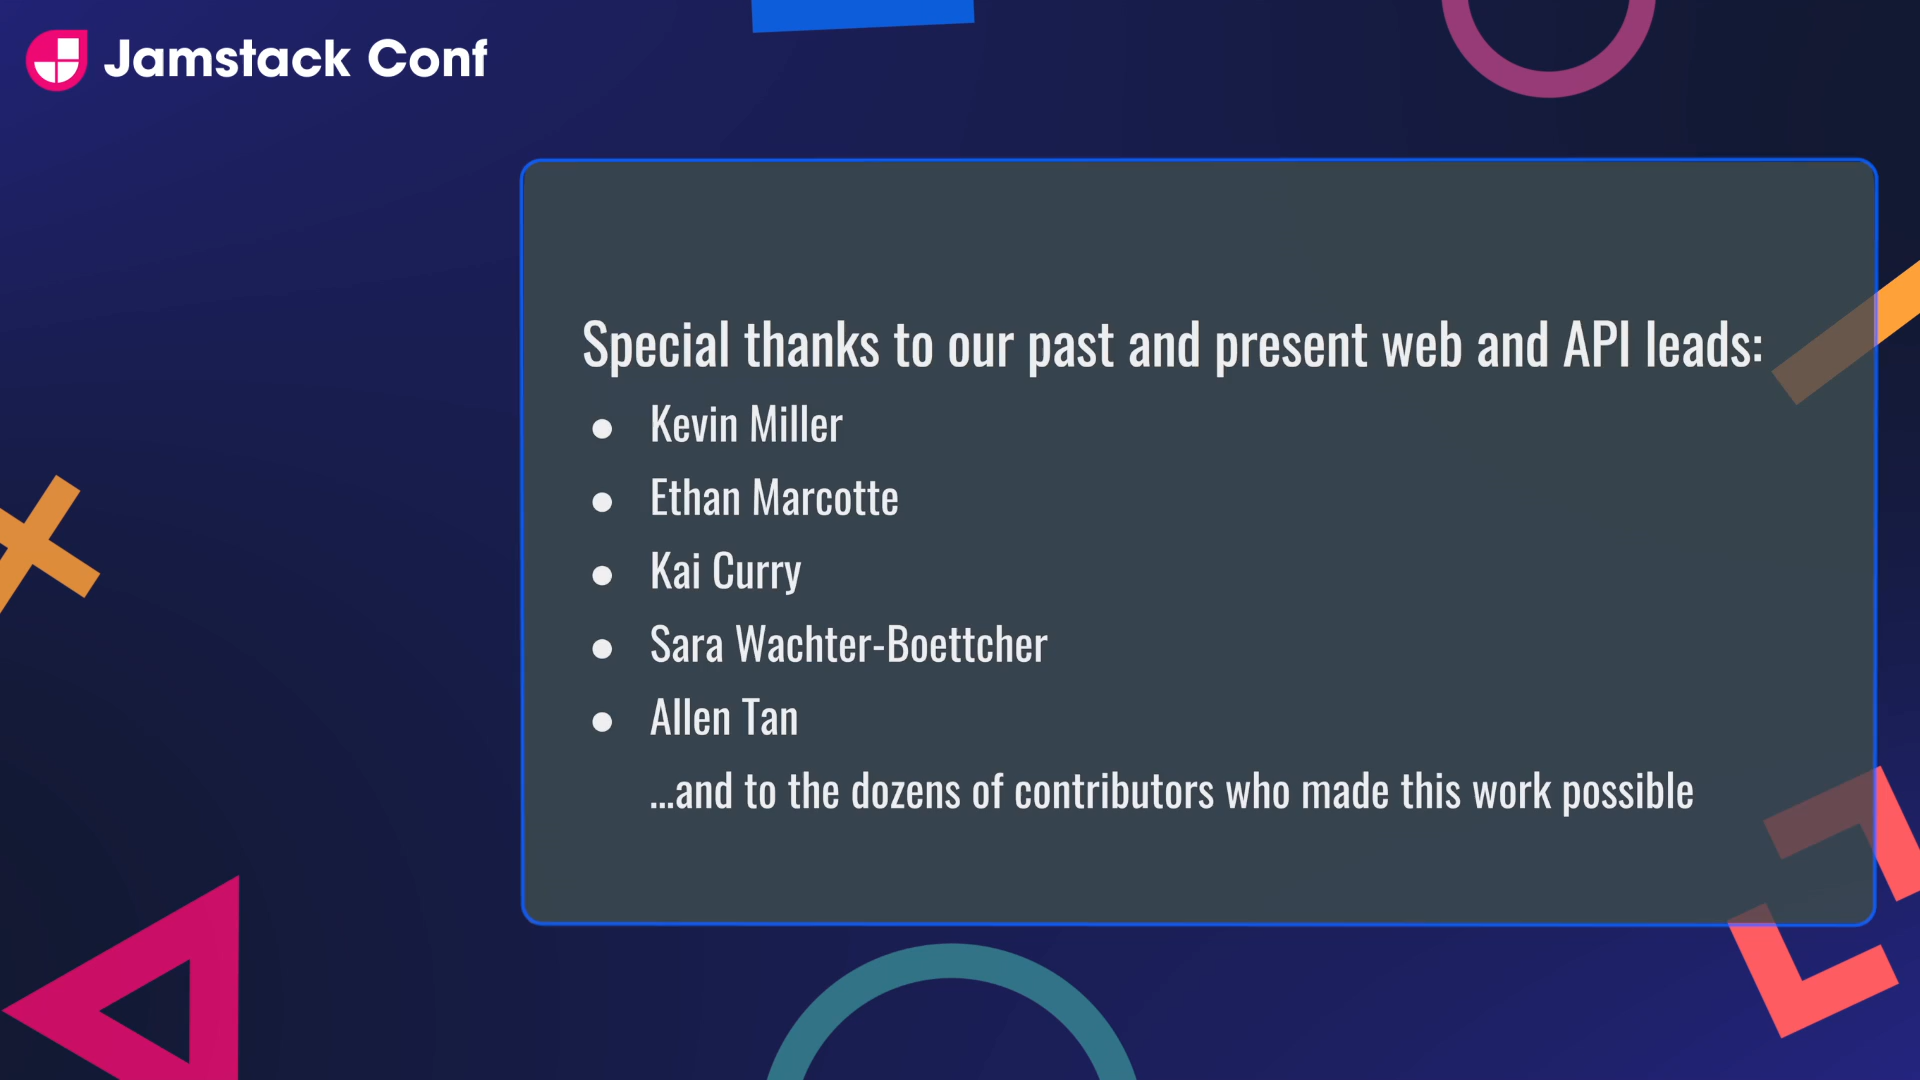 Jamstack Conf
Special thanks to our past and present web and API leads:
● Kevin Miller
● Ethan Marcotte
● Kai Curry
● Sara Wachter-Boettcher
● Allen Tan
...and to the dozens of contributors who made this work possible